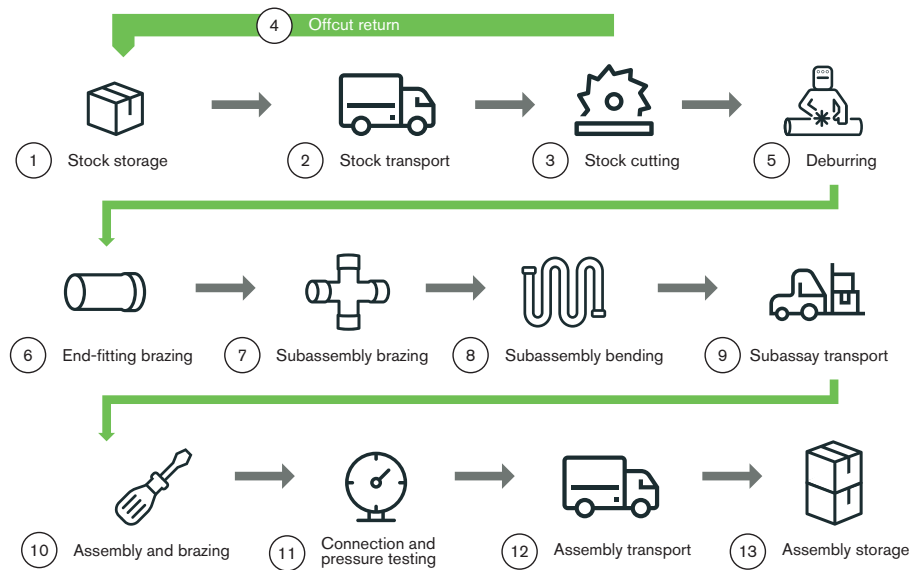 4 Offcut return
1 Stock storage
2 Stock transport
3 Stock cutting
5 Deburring
6 End-fitting brazing
7 Subassembly brazing
8 Subassembly bending
9 Subassay transport
10 Assembly and brazing
11 Connection and
pressure testing
12 Assembly transport
13 Assembly storage